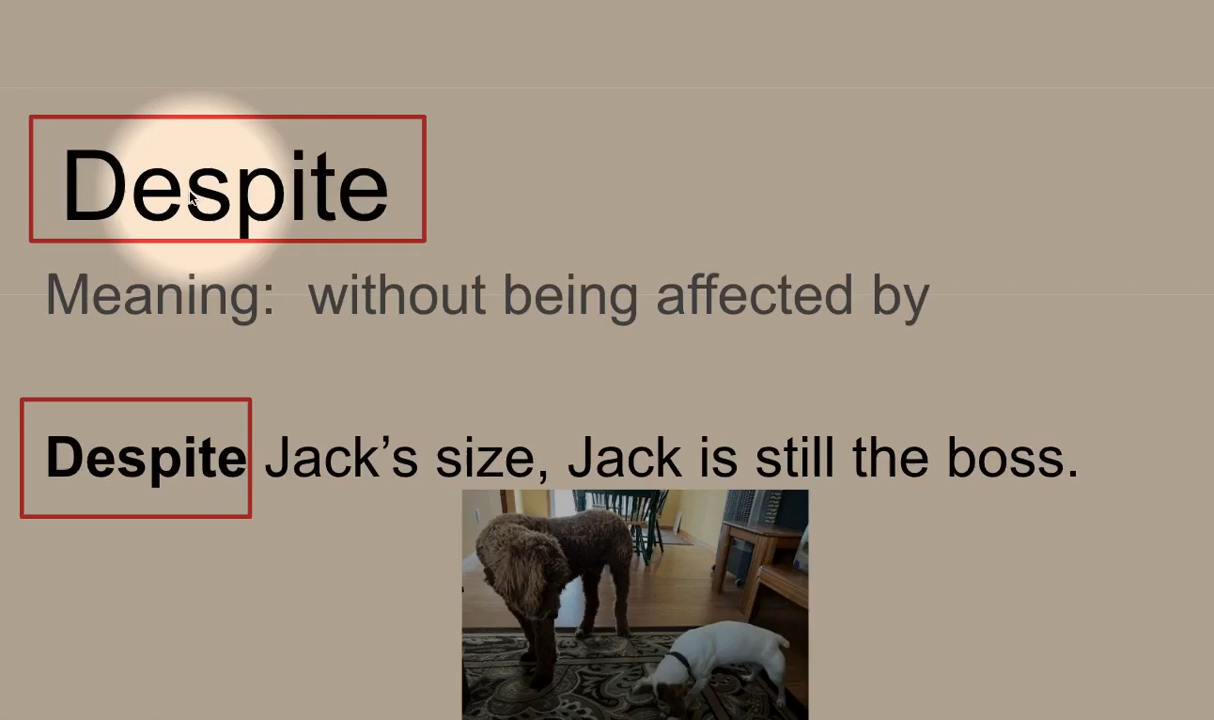 Despite
Meaning:  without being affected by
Despite Jack’s size, Jack is still the boss.